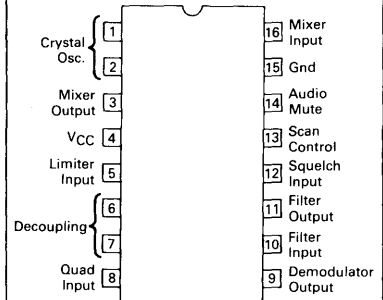 Crystal
Osc.
1
2
Mixer
Output
3
VCC
4
Limiter
Input
5
Decoupling
6
7
Quad
Input
8
16
Mixer
Input
15
Gnd
14
Audio
Mute
13
Scan
Control
12
Squelch
Input
11
Filter
Output
10
Filter
Input
9
Demodulator
Output